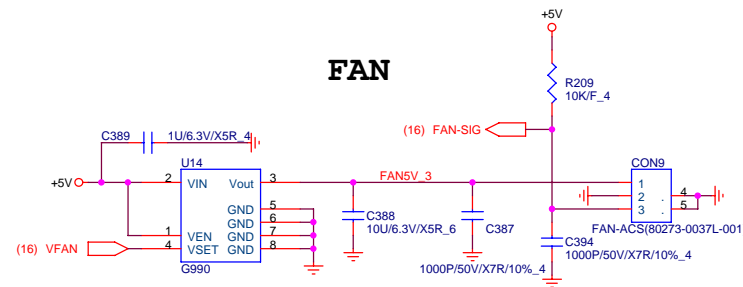 +5V
FAN
R209
10K/F_4
(16) FAN-SIG
C389
1U/6.3V/X5R_4
U14
CON9
+5V
2 VIN Vout 3
FAN5V_3
1
2 . 4
3 . 5
GND 5
GND 6
1 VEN GND 7
(16) VFAN
4 VSET GND 8
G990
C388
10U/6.3V/X5R_6
C387
1000P/50V/X7R/10%_4
FAN-ACS(80273-0037L-001
C394
1000P/50V/X7R/10%_4